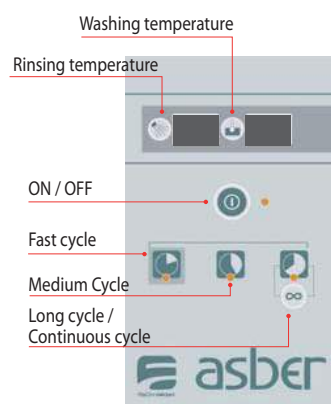 Washing temperature
Rinsing temperature
ON / OFF
Fast cycle
Medium Cycle
Long cycle /
Continuous cycle
asber